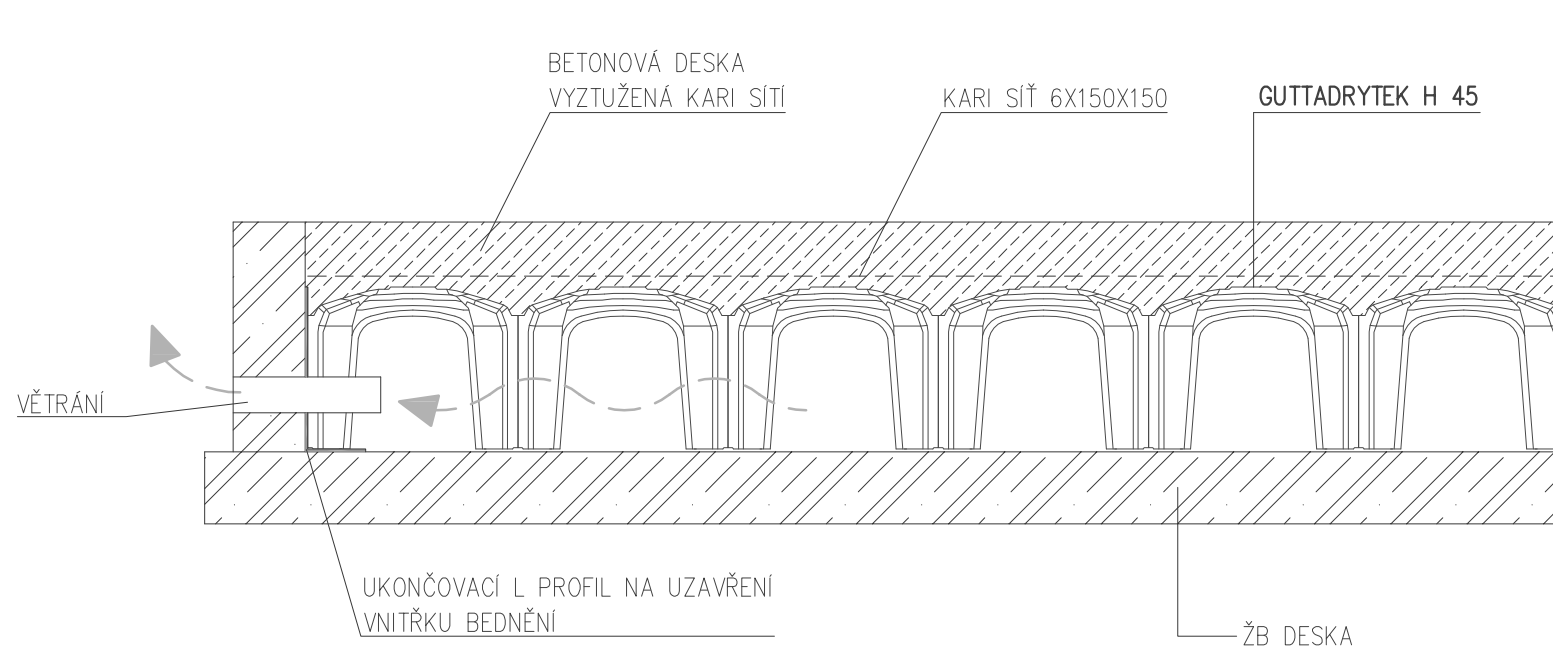 BETONOVÁ DESKA
VYZTUŽENÁ KARI SÍTÍ
KARI SÍŤ 6X150X150
GUTTADRYTEK H 45
VĚTRÁNÍ
UKONČOVACÍ L PROFIL NA UZAVŘENÍ
VNITŘKU BEDNĚNÍ
ŽB DESKA